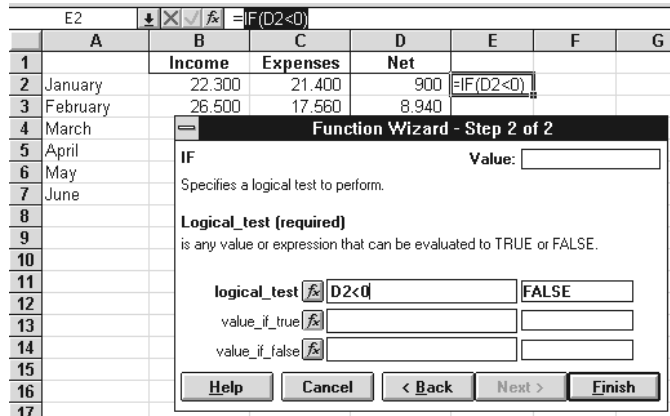 E2 fx =IF(D2<0)
A B C D E F G
1 Income Expenses Net
2 January 22.300 21.400 900 =IF(D2<0)
3 February 26.500 17.560 8.940
4 March
5 April
6 May
7 June
8
9
10
11
12
13
14
15
16
17
Function Wizard - Step 2 of 2
IF Value:
Specifies a logical test to perform.
Logical_test (required)
is any value or expression that can be evaluated to TRUE or FALSE.
logical_test fx D2<0 FALSE
value_if_true fx
value_if_false fx
Help Cancel < Back Next > Finish